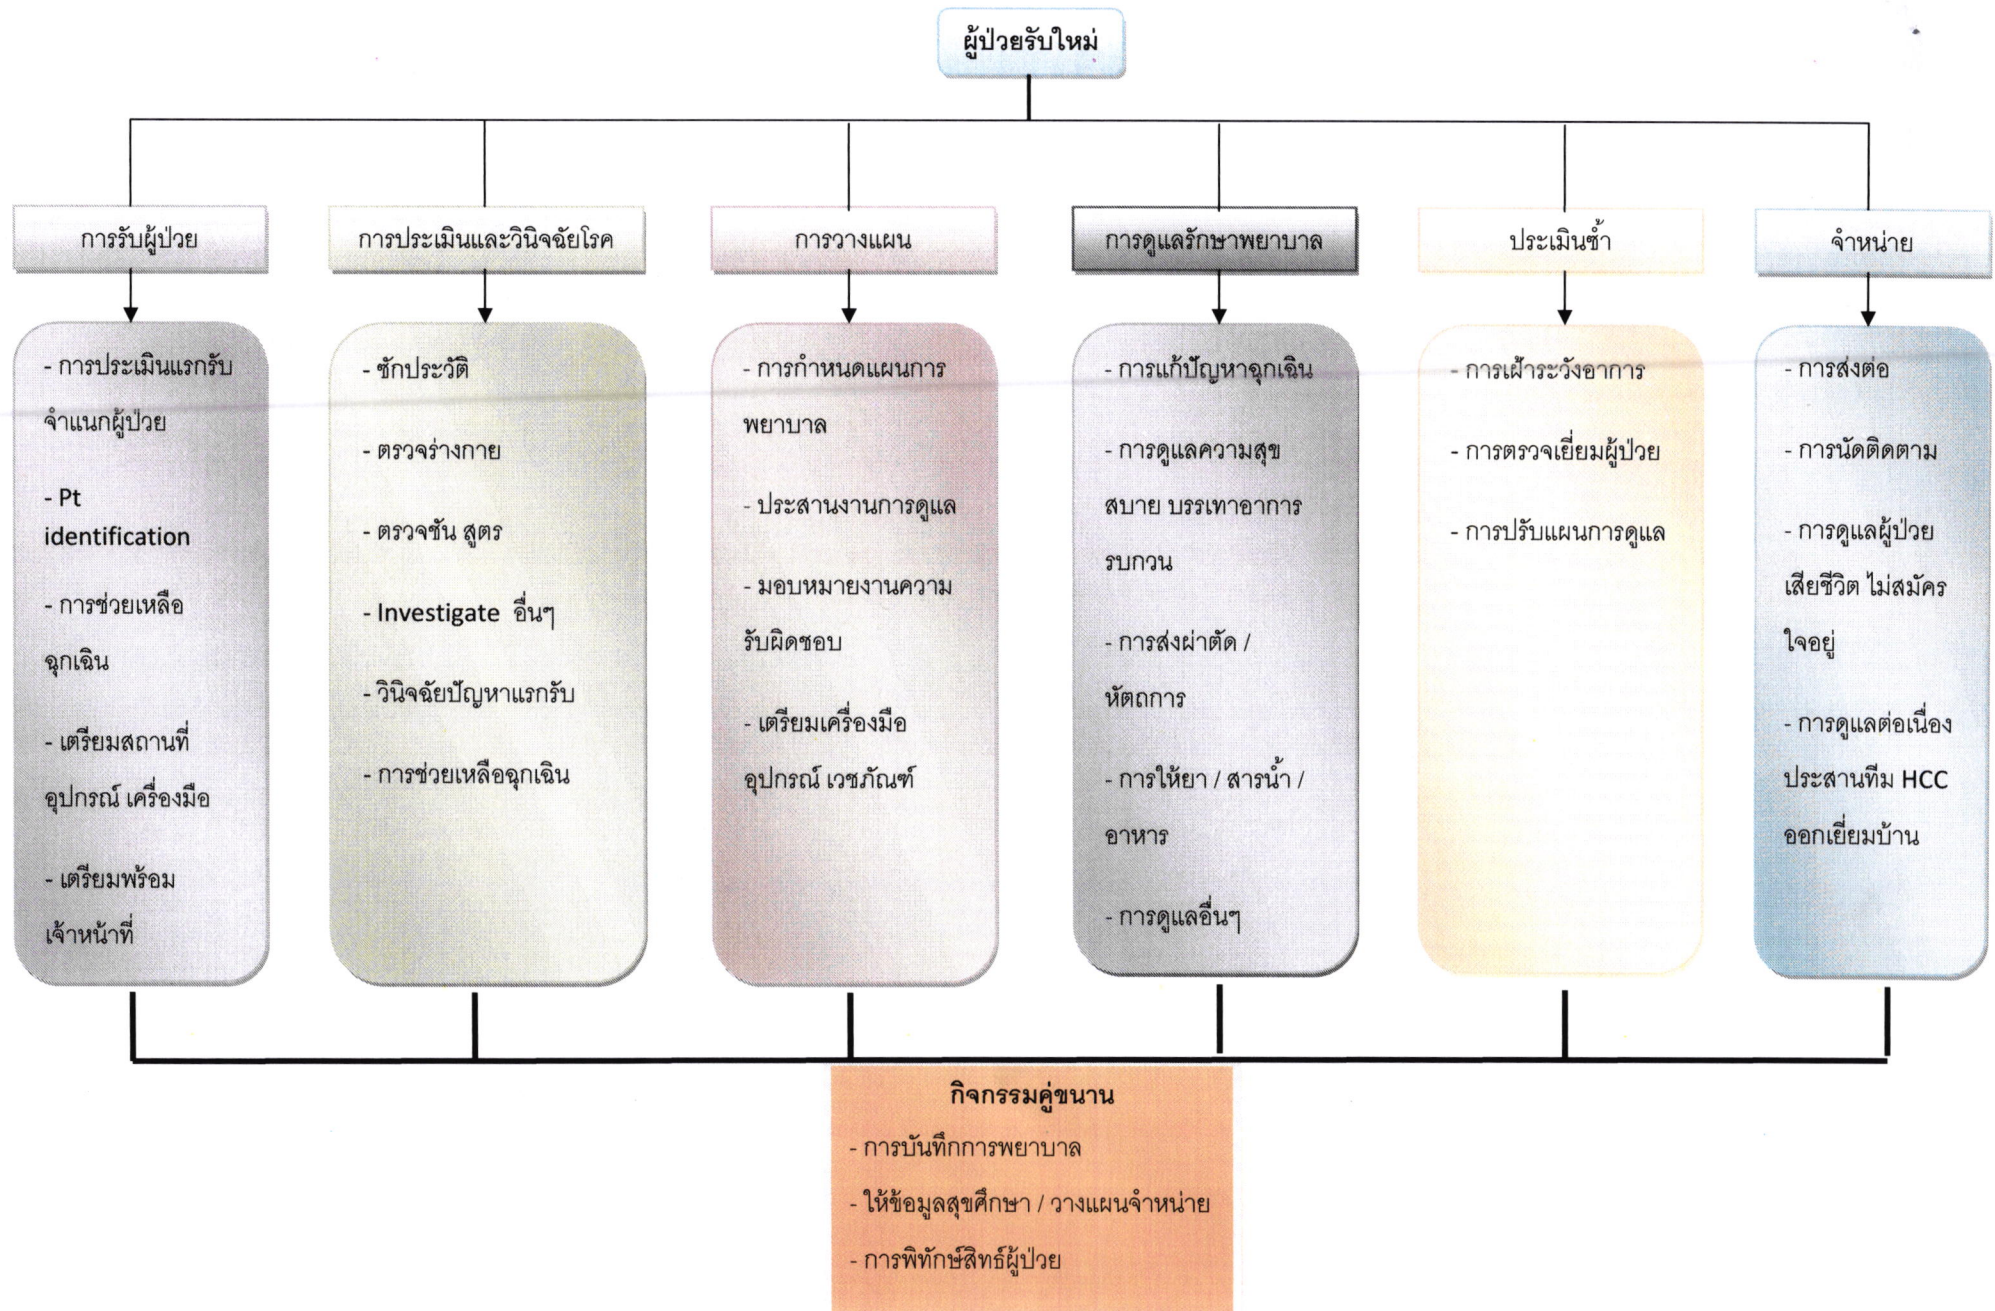 ผู้ป่วยรับใหม่
การรับผู้ป่วย
- การประเมินแรกรับ
จำแนกผู้ป่วย
- Pt
identification
- การช่วยเหลือ
ฉุกเฉิน
- เตรียมสถานที่
อุปกรณ์ เครื่องมือ
- เตรียมพร้อม
เจ้าหน้าที่
การประเมินและวินิจฉัยโรค
- ซักประวัติ
- ตรวจร่างกาย
- ตรวจชัน สูตร
- Investigate อื่นๆ
- วินิจฉัยปัญหาแรกรับ
- การช่วยเหลือฉุกเฉิน
การวางแผน
- การกำหนดแผนการ
พยาบาล
- ประสานงานการดูแล
- มอบหมายงานความ
รับผิดชอบ
- เตรียมเครื่องมือ
อุปกรณ์ เวชภัณฑ์
การดูแลรักษาพยาบาล
- การแก้ปัญหาฉุกเฉิน
- การดูแลความสุข
สบาย บรรเทาอาการ
รบกวน
- การส่งผ่าตัด /
หัตถการ
- การให้ยา / สารน้ำ /
อาหาร
- การดูแลอื่นๆ
ประเมินซ้ำ
- การเฝ้าระวังอาการ
- การตรวจเยี่ยมผู้ป่วย
- การปรับแผนการดูแล
จำหน่าย
- การส่งต่อ
- การนัดติดตาม
- การดูแลผู้ป่วย
เสียชีวิต ไม่สมัคร
ใจอยู่
- การดูแลต่อเนื่อง
ประสานทีม HCC
ออกเยี่ยมบ้าน
กิจกรรมคู่ขนาน
- การบันทึกการพยาบาล
- ให้ข้อมูลสุขศึกษา / วางแผนจำหน่าย
- การพิทักษ์สิทธ์ผู้ป่วย